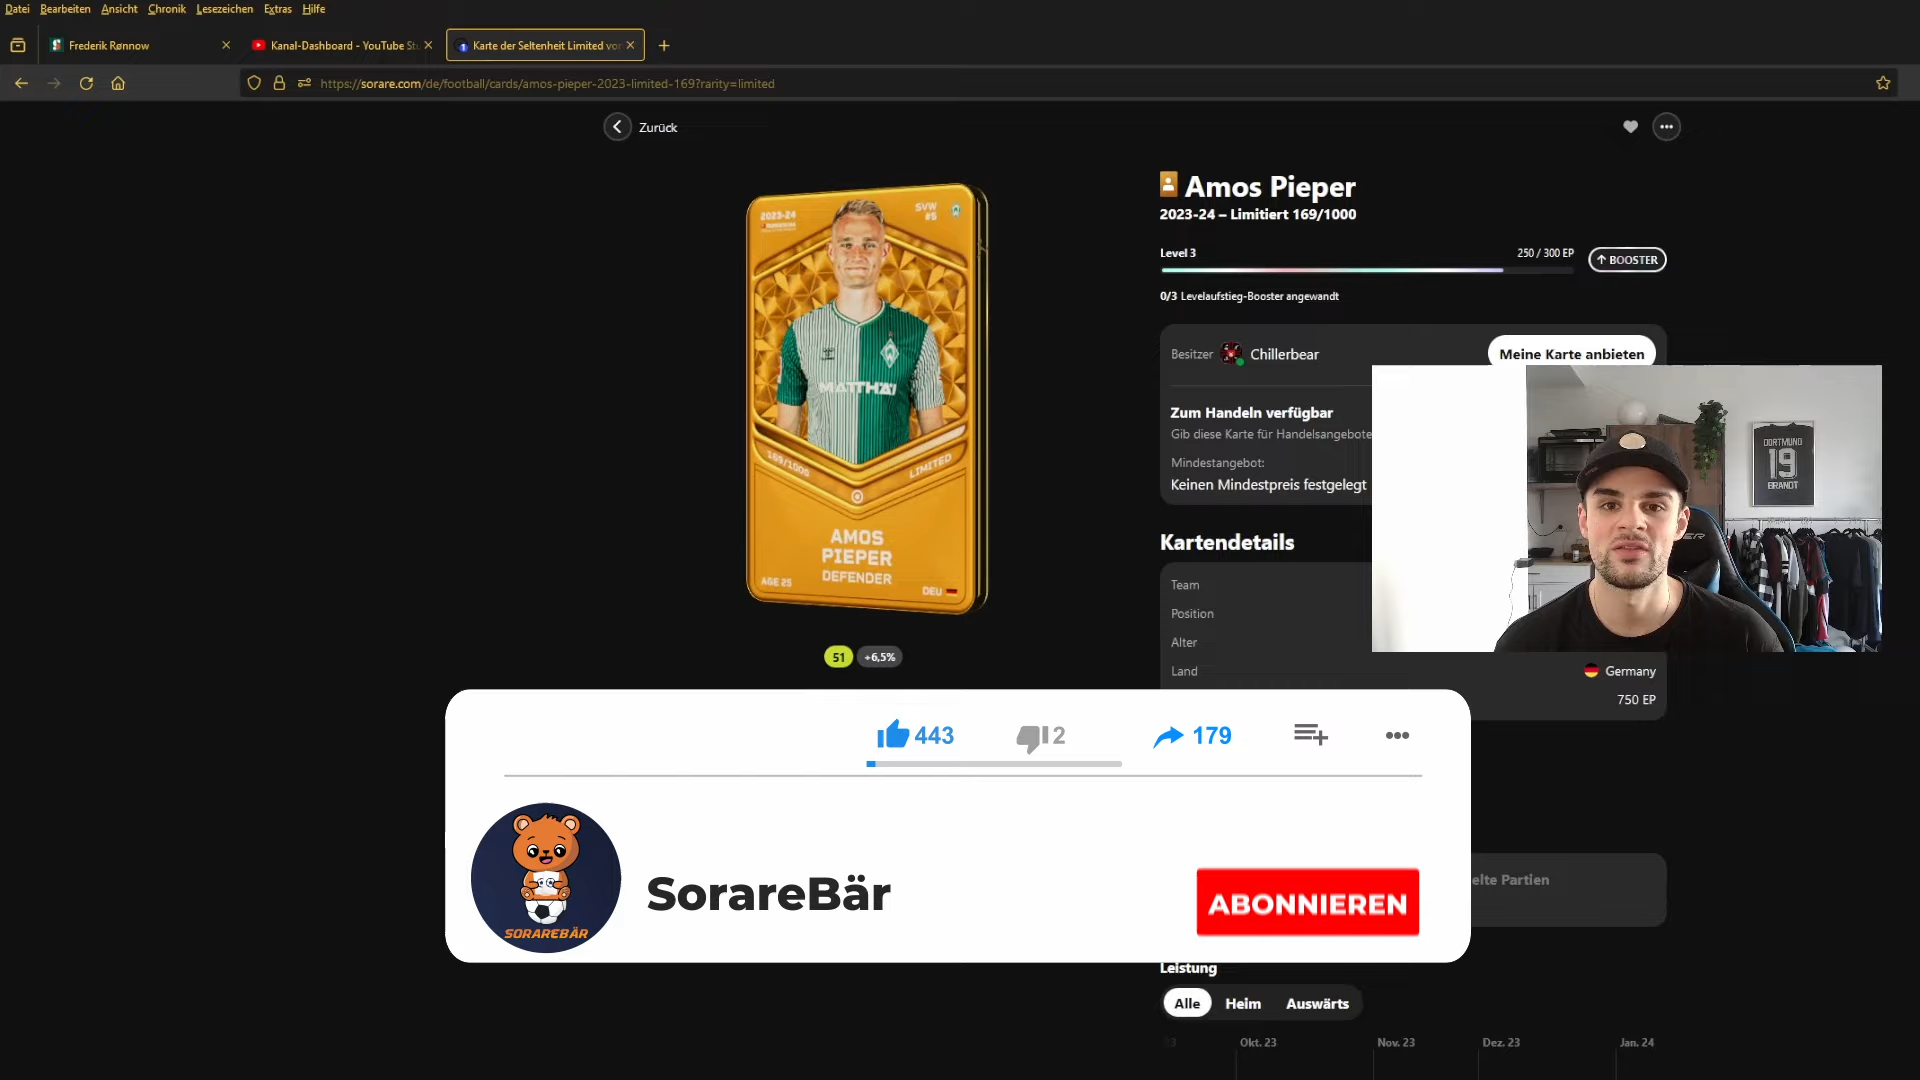 Datei Bearbeiten Ansicht Chronik Lesezeichen Extras Hilfe
Frederik Rønnow
Kanal-Dashboard - YouTube St
Karte der Seltenheit Limited vor
https://sorare.com/de/football/cards/amos-pieper-2023-limited-169?rarity=limited
Zurück
2023-24
SVW
#5
MATTHÄI
169/1000
LIMITED
AMOS
PIEPER
DEFENDER
AGE 25
DEU
51
+6,5%
Amos Pieper
2023-24 – Limitiert 169/1000
Level 3
250 / 300 EP
BOOSTER
0/3 Levelaufstieg-Booster angewandt
Besitzer Chillerbear
Meine Karte anbieten
Zum Handeln verfügbar
Gib diese Karte für Handelsangebote
Mindestangebot:
Keinen Mindestpreis festgelegt
Kartendetails
Team
Position
Alter
Land
Germany
750 EP
DORTMUND
19
BRANDT
443
2
179
SorareBär
SORAREBÄR
ABONNIEREN
elte Partien
Leistung
Alle Heim Auswärts
Okt. 23 Nov. 23 Dez. 23 Jan. 24